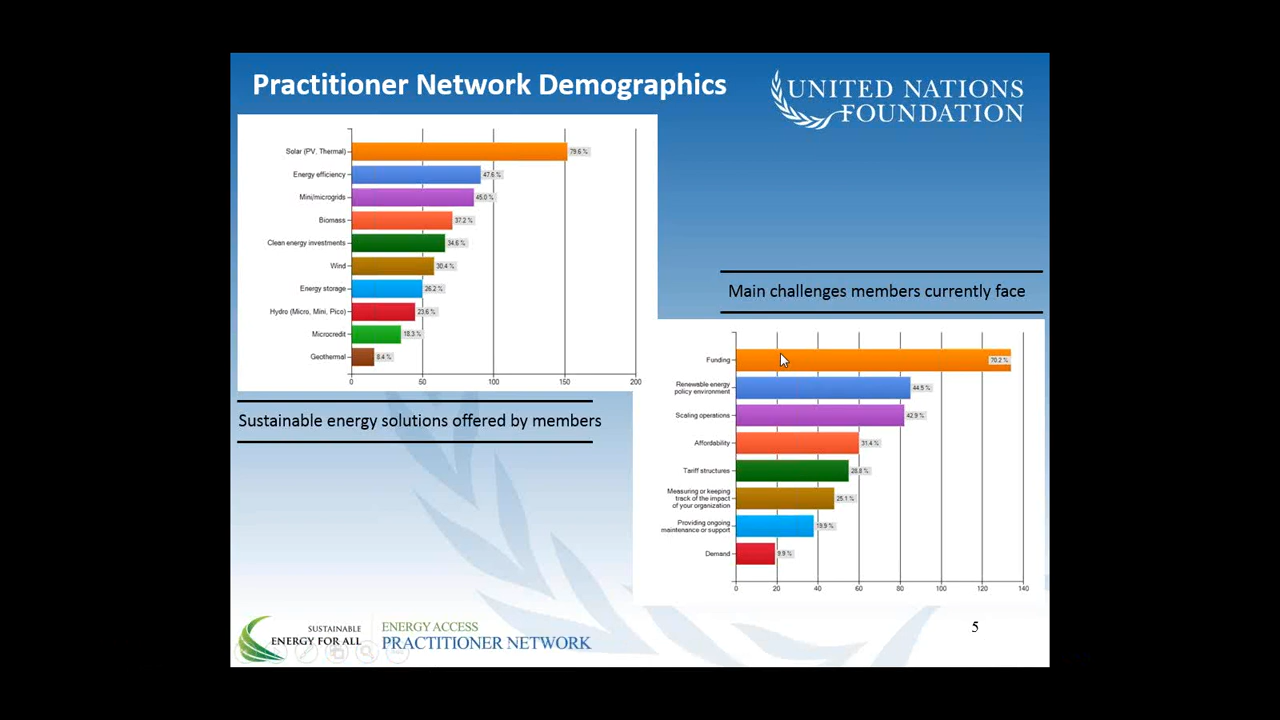 Practitioner Network Demographics
UNITED NATIONS
FOUNDATION
Solar (PV, Thermal)
79.6 %
Energy efficiency
47.6 %
Mini/microgrids
45.0 %
Biomass
37.2 %
Clean energy investments
34.6 %
Wind
30.4 %
Energy storage
26.2 %
Hydro (Micro, Mini, Pico)
23.6 %
Microcredit
18.3 %
Geothermal
8.4 %
0 50 100 150 200
Sustainable energy solutions offered by members
Main challenges members currently face
Funding
70.2 %
Renewable energy
policy environment
44.5 %
Scaling operations
42.9 %
Affordability
31.4 %
Tariff structures
28.8 %
Measuring or keeping
track of the impact
of your organization
25.1 %
Providing ongoing
maintenance or support
19.9 %
Demand
9.9 %
0 20 40 60 80 100 120 140
SUSTAINABLE
ENERGY FOR ALL
ENERGY ACCESS
PRACTITIONER NETWORK
5